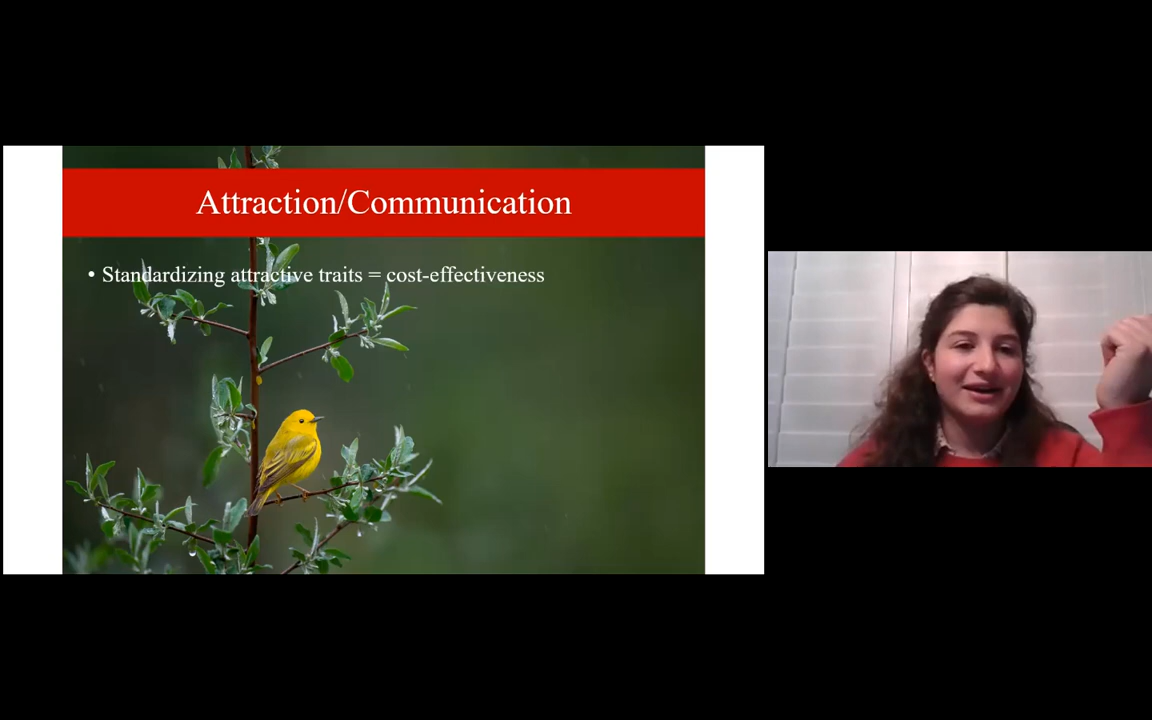 Attraction/Communication
• Standardizing attractive traits = cost-effectiveness